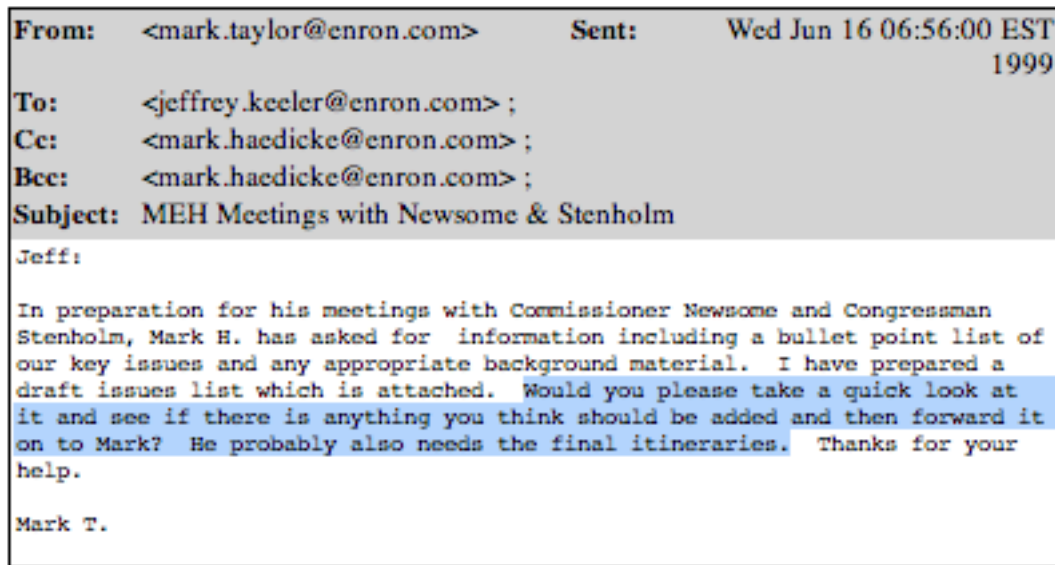 From: <mark.taylor@enron.com> Sent: Wed Jun 16 06:56:00 EST
1999
To: <jeffrey.keeler@enron.com> ;
Cc: <mark.haedicke@enron.com> ;
Bcc: <mark.haedicke@enron.com> ;
Subject: MEH Meetings with Newsome & Stenholm
Jeff:
In preparation for his meetings with Commissioner Newsome and Congressman
Stenholm, Mark H. has asked for  information including a bullet point list of
our key issues and any appropriate background material.  I have prepared a
draft issues list which is attached.  Would you please take a quick look at
it and see if there is anything you think should be added and then forward it
on to Mark?  He probably also needs the final itineraries.  Thanks for your
help.
Mark T.